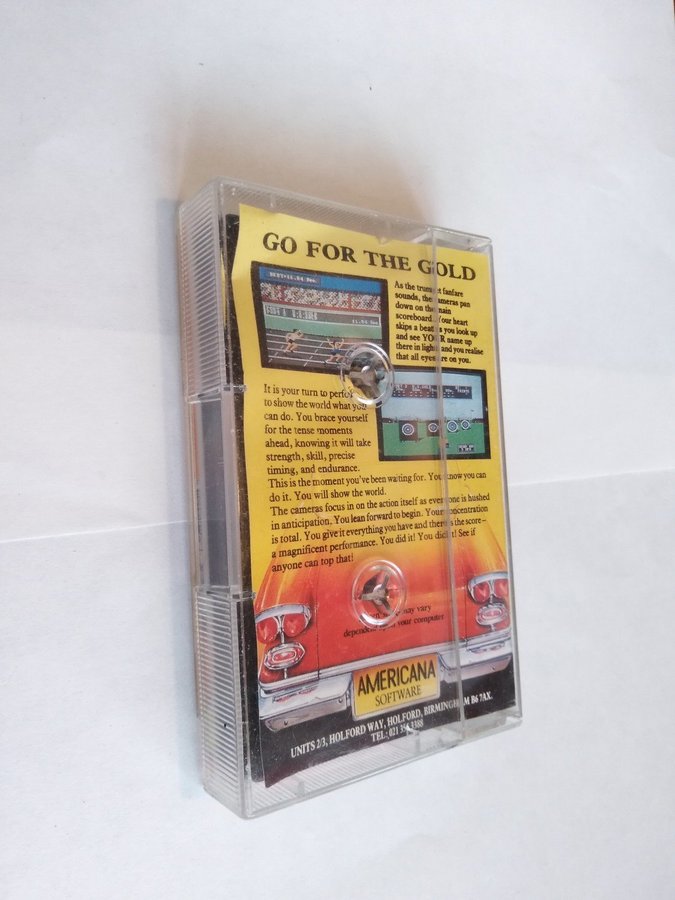 GO FOR THE GOLD
As the trumpet fanfare
sounds, the cameras pan
down on the main
scoreboard. Your heart
skips a beat as you look up
and see YOUR name up
there in lights and you realise
that all eyes are on you.
It is your turn to perform
to show the world what you
can do. You brace yourself
for the tense moments
ahead, knowing it will take
strength, skill, precise
timing, and endurance.
This is the moment you've been waiting for. You know you can
do it. You will show the world.
The cameras focus in on the action itself as everyone is hushed
in anticipation. You lean forward to begin. Your concentration
is total. You give it everything you have and there is the score –
a magnificent performance. You did it! You did it! See if
anyone can top that!
may vary
your computer
AMERICANA
SOFTWARE
UNITS 2/3, HOLFORD WAY, HOLFORD, BIRMINGHAM B6 7AX.
TEL: 021 356 3388